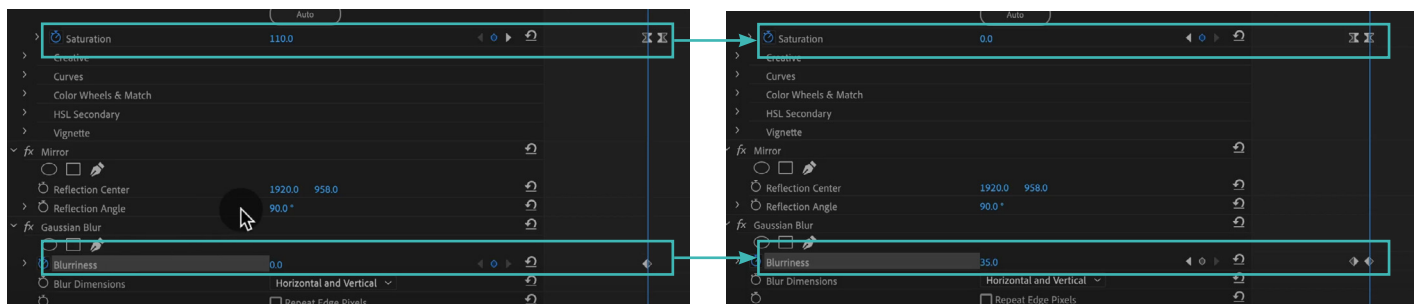 Auto
Saturation 110.0
Creative
Curves
Color Wheels & Match
HSL Secondary
Vignette
fx Mirror
Reflection Center 1920.0 958.0
Reflection Angle 90.0 °
fx Gaussian Blur
Blurriness 0.0
Blur Dimensions Horizontal and Vertical
Repeat Edge Pixels
Auto
Saturation 0.0
Creative
Curves
Color Wheels & Match
HSL Secondary
Vignette
fx Mirror
Reflection Center 1920.0 958.0
Reflection Angle 90.0 °
fx Gaussian Blur
Blurriness 35.0
Blur Dimensions Horizontal and Vertical
Repeat Edge Pixels